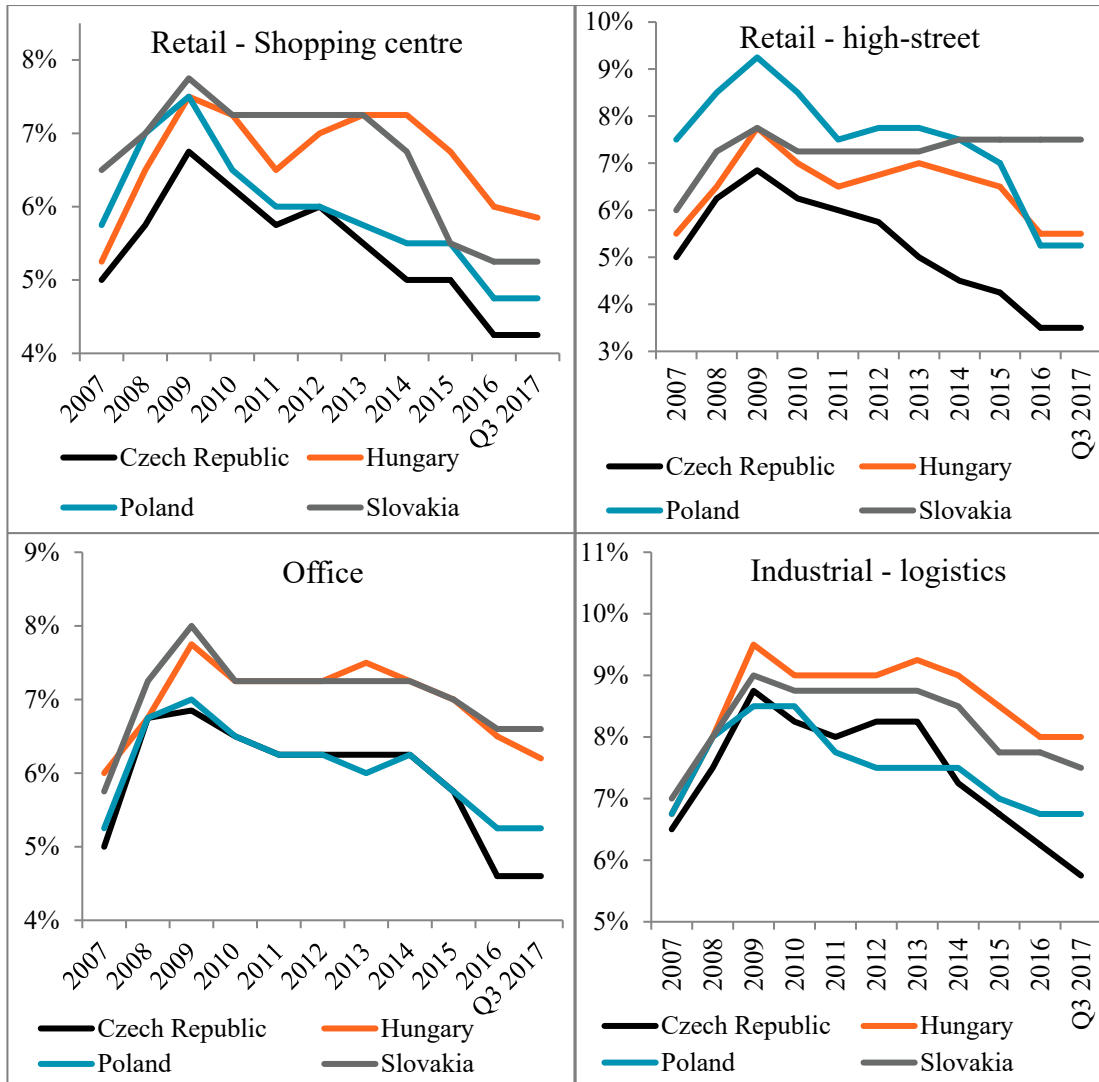 Retail - Shopping centre
8%
7%
6%
5%
4%
2007
2008
2009
2010
2011
2012
2013
2014
2015
2016
Q3 2017
Czech Republic
Hungary
Poland
Slovakia
Retail - high-street
10%
9%
8%
7%
6%
5%
4%
3%
2007
2008
2009
2010
2011
2012
2013
2014
2015
2016
Q3 2017
Czech Republic
Hungary
Poland
Slovakia
Office
9%
8%
7%
6%
5%
4%
2007
2008
2009
2010
2011
2012
2013
2014
2015
2016
Q3 2017
Czech Republic
Hungary
Poland
Slovakia
Industrial - logistics
11%
10%
9%
8%
7%
6%
5%
2007
2008
2009
2010
2011
2012
2013
2014
2015
2016
Q3 2017
Czech Republic
Hungary
Poland
Slovakia